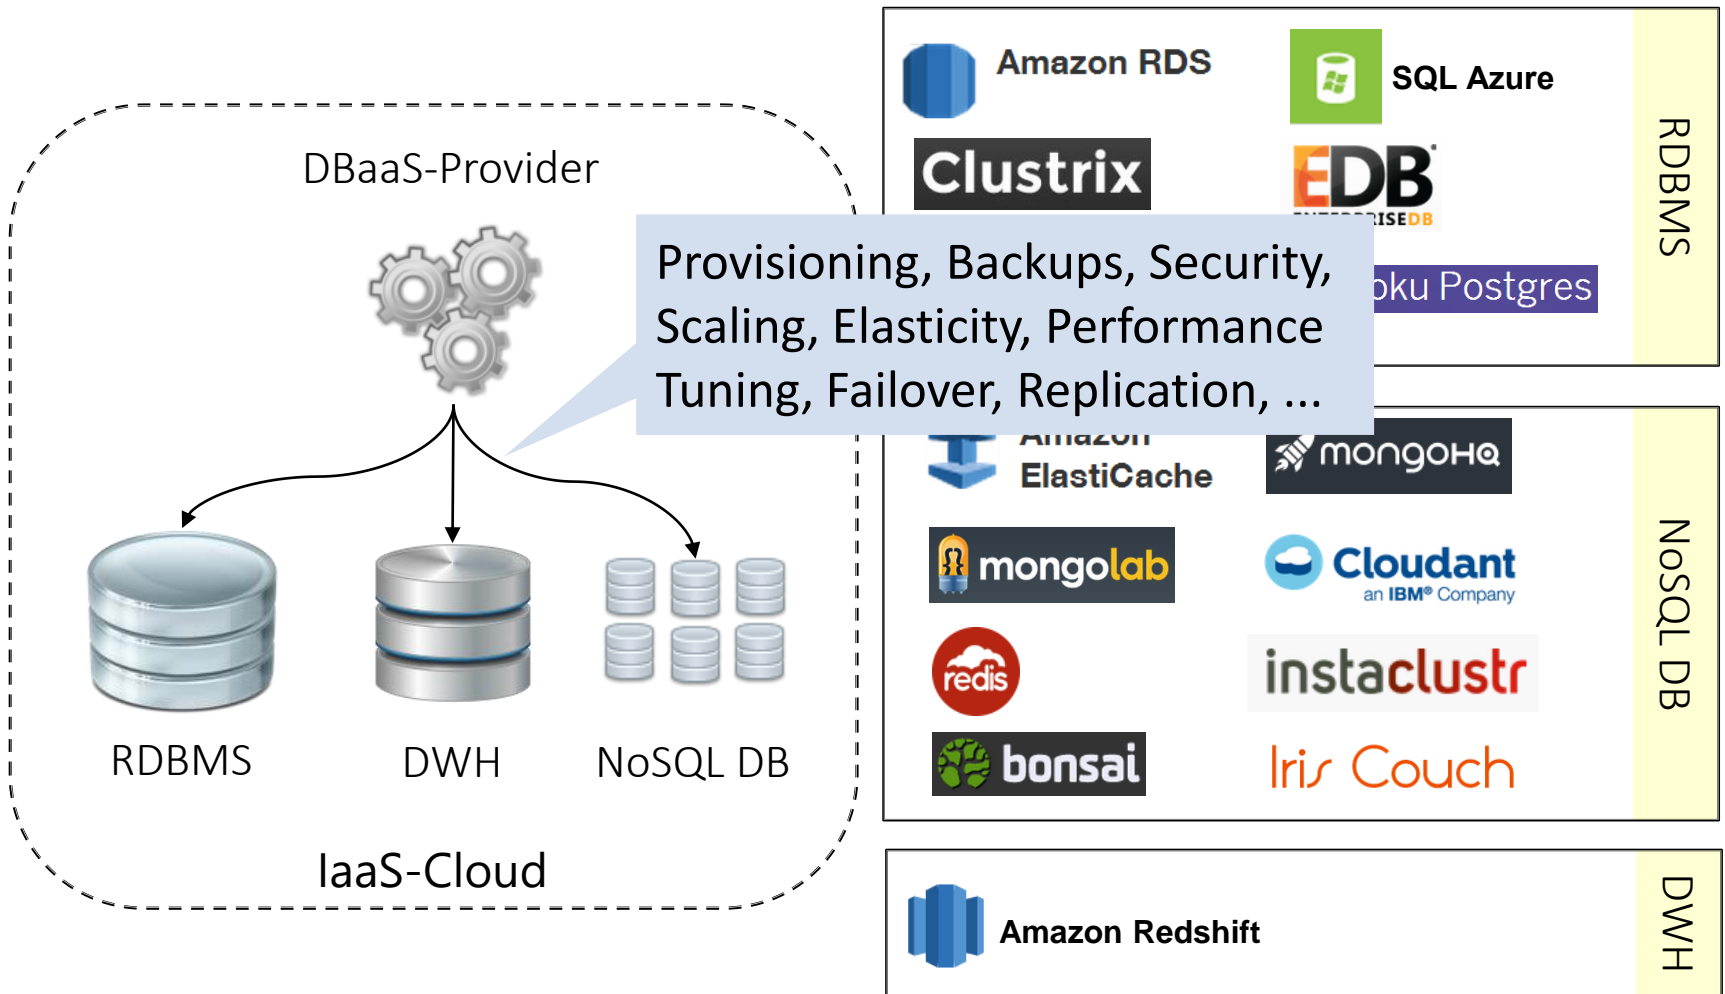 DBaaS-Provider
Provisioning, Backups, Security,
Scaling, Elasticity, Performance
Tuning, Failover, Replication, ...
RDBMS
DWH
NoSQL DB
IaaS-Cloud
Amazon RDS
SQL Azure
Clustrix
EDB
ENTERPRISEDB
oku Postgres
RDBMS
Amazon
ElastiCache
mongoHQ
mongolab
Cloudant
an IBM® Company
redis
instaclustr
bonsai
Iris Couch
NoSQL DB
Amazon Redshift
DWH